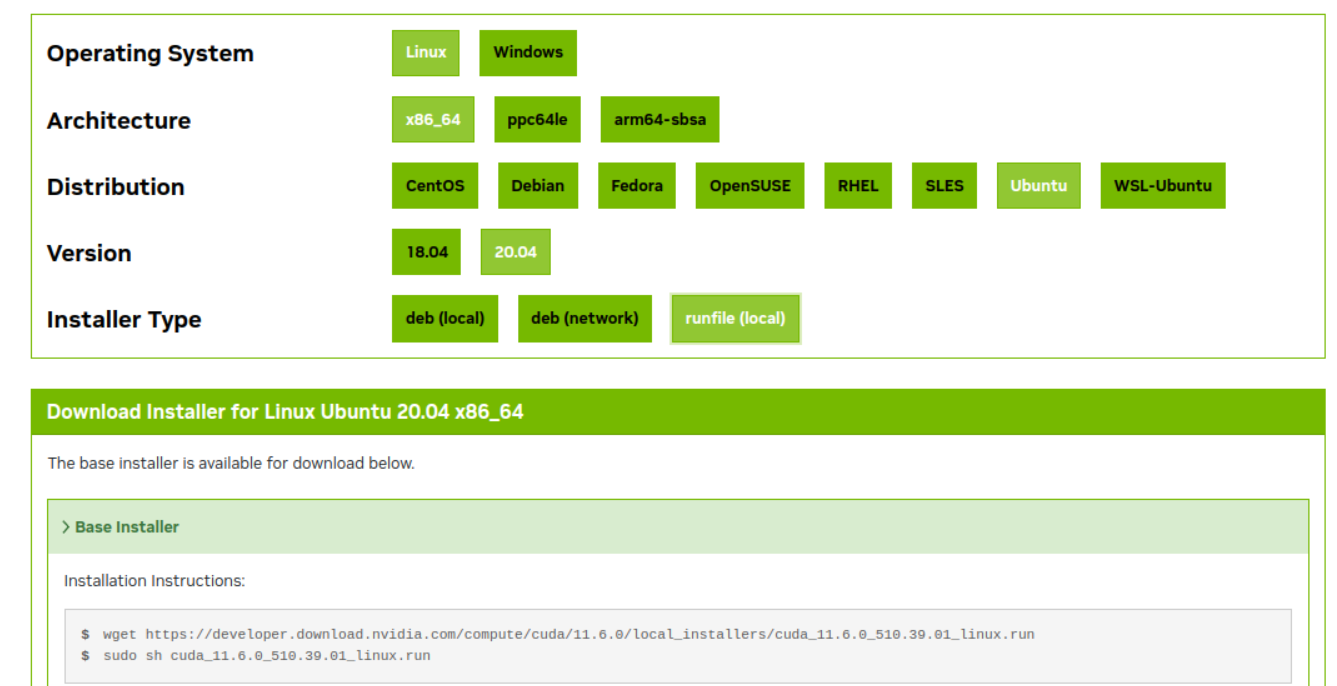 Operating System Linux Windows
Architecture x86_64 ppc64le arm64-sbsa
Distribution CentOS Debian Fedora OpenSUSE RHEL SLES Ubuntu WSL-Ubuntu
Version 18.04 20.04
Installer Type deb (local) deb (network) runfile (local)
Download Installer for Linux Ubuntu 20.04 x86_64
The base installer is available for download below.
> Base Installer
Installation Instructions:
$ wget https://developer.download.nvidia.com/compute/cuda/11.6.0/local_installers/cuda_11.6.0_510.39.01_linux.run
$ sudo sh cuda_11.6.0_510.39.01_linux.run